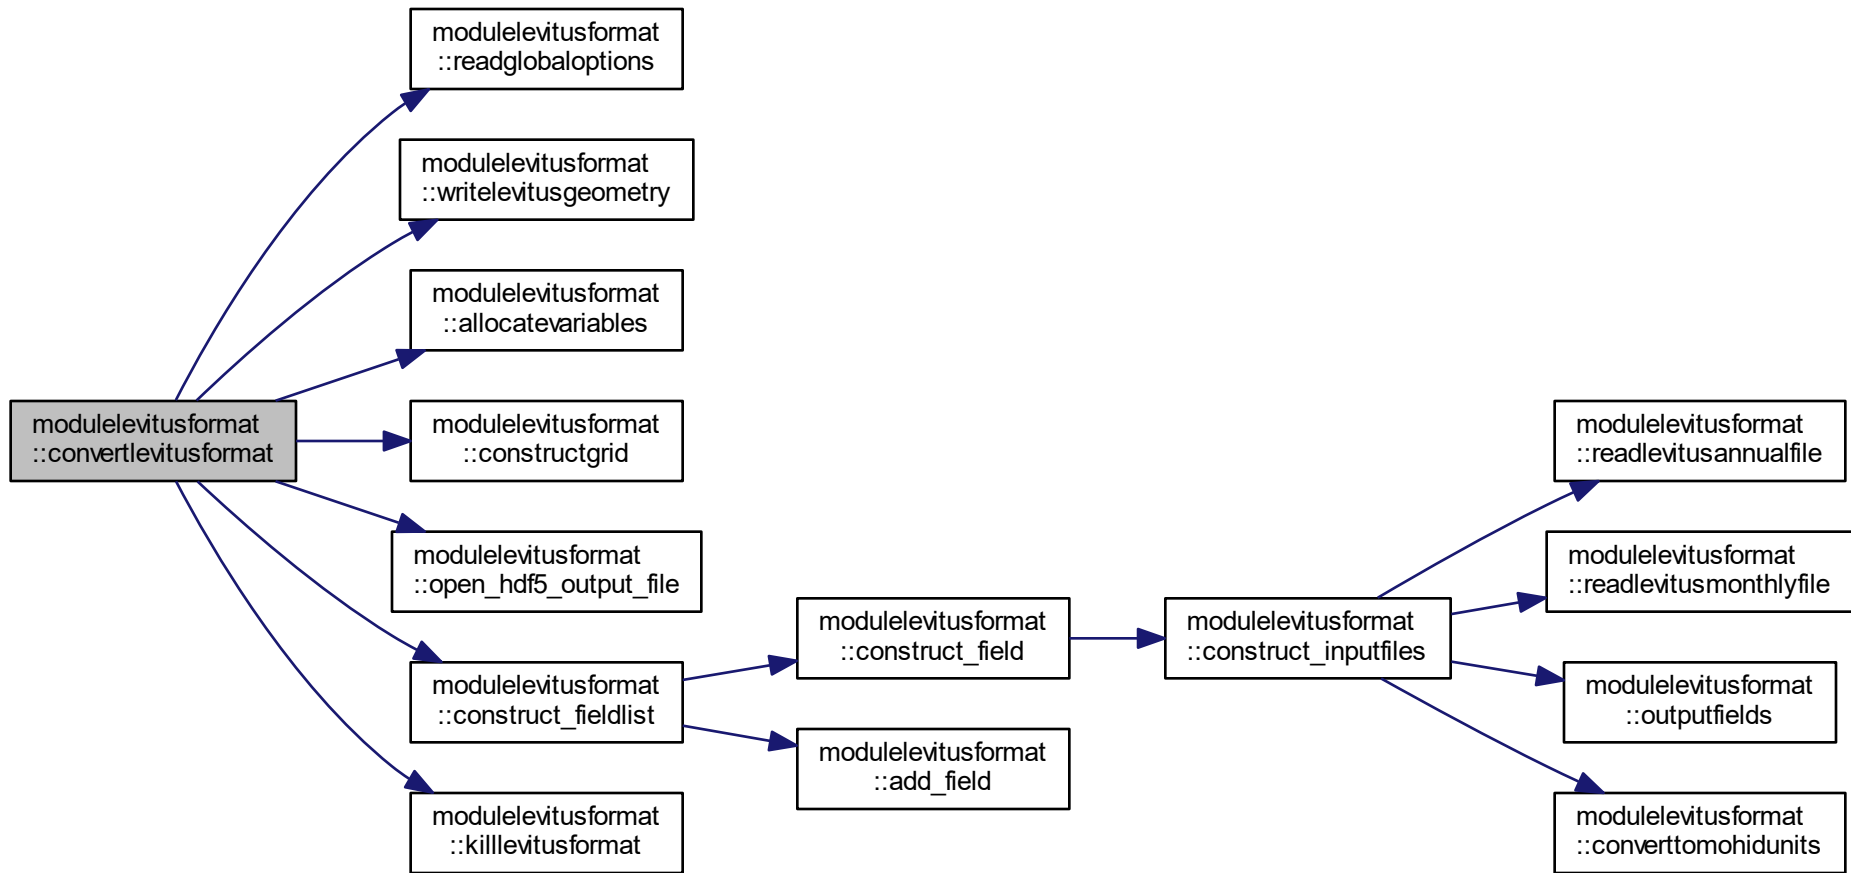 modulelevitusformat
::readglobaloptions
modulelevitusformat
::writelevitusgeometry
modulelevitusformat
::allocatevariables
modulelevitusformat
::convertlevitusformat
modulelevitusformat
::constructgrid
modulelevitusformat
::open_hdf5_output_file
modulelevitusformat
::construct_fieldlist
modulelevitusformat
::killlevitusformat
modulelevitusformat
::construct_field
modulelevitusformat
::add_field
modulelevitusformat
::construct_inputfiles
modulelevitusformat
::readlevitusannualfile
modulelevitusformat
::readlevitusmonthlyfile
modulelevitusformat
::outputfields
modulelevitusformat
::converttomohidunits